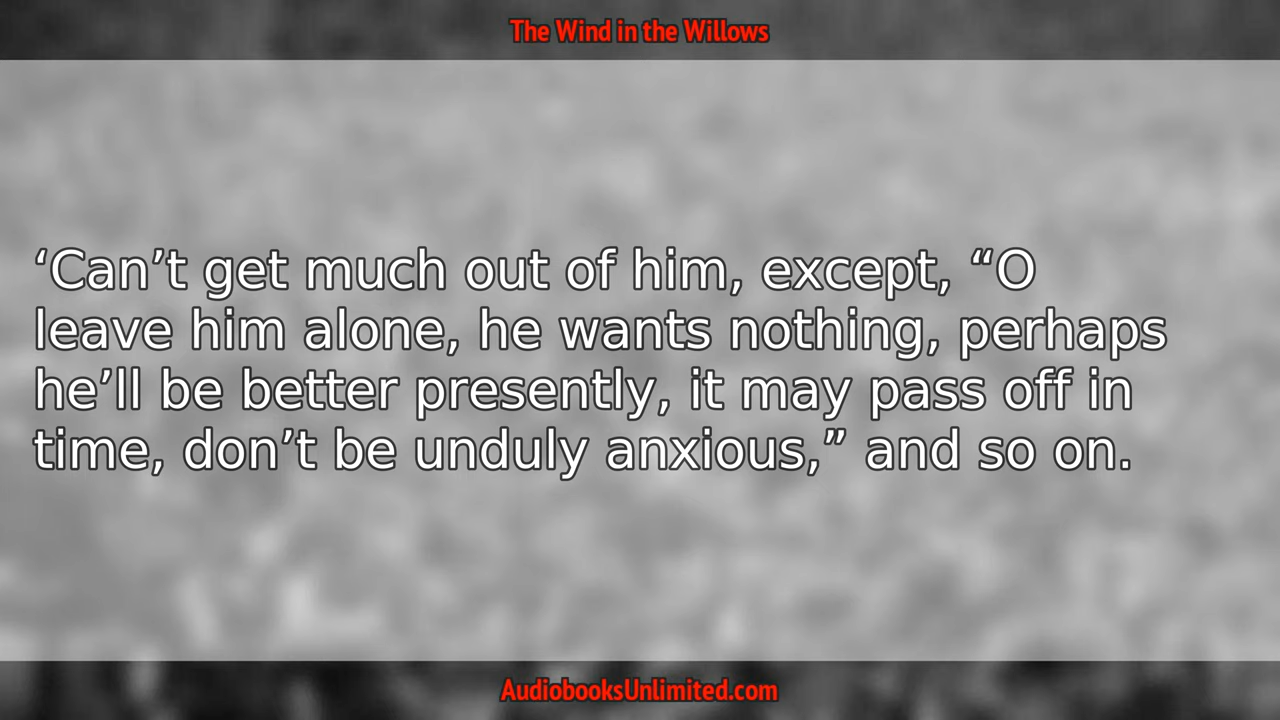 The Wind in the Willows
‘Can’t get much out of him, except, “O
leave him alone, he wants nothing, perhaps
he’ll be better presently, it may pass off in
time, don’t be unduly anxious,” and so on.
AudiobooksUnlimited.com